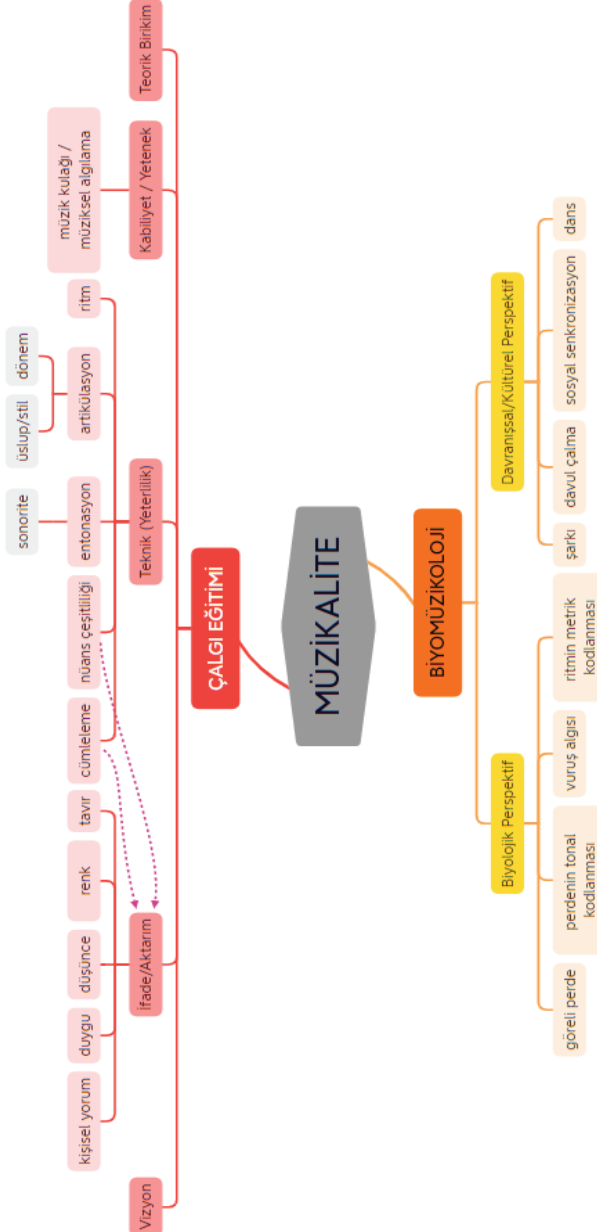 MÜZİKALİTE
ÇALGI EĞİTİMİ
Teorik Birikim
Kabiliyet / Yetenek
müzik kulağı /
müziksel algılama
Teknik (Yeterlilik)
ritm
artikülasyon
dönem
üslup/stil
entonasyon
sonorite
nüans çeşitliliği
cümleleme
İfade/Aktarım
tavır
renk
düşünce
duygu
kişisel yorum
Vizyon
BİYOMÜZİKOLOJİ
Davranışsal/Kültürel Perspektif
dans
sosyal senkronizasyon
davul çalma
şarkı
Biyolojik Perspektif
ritmin metrik
kodlanması
vuruş algısı
perdenin tonal
kodlanması
göreli perde